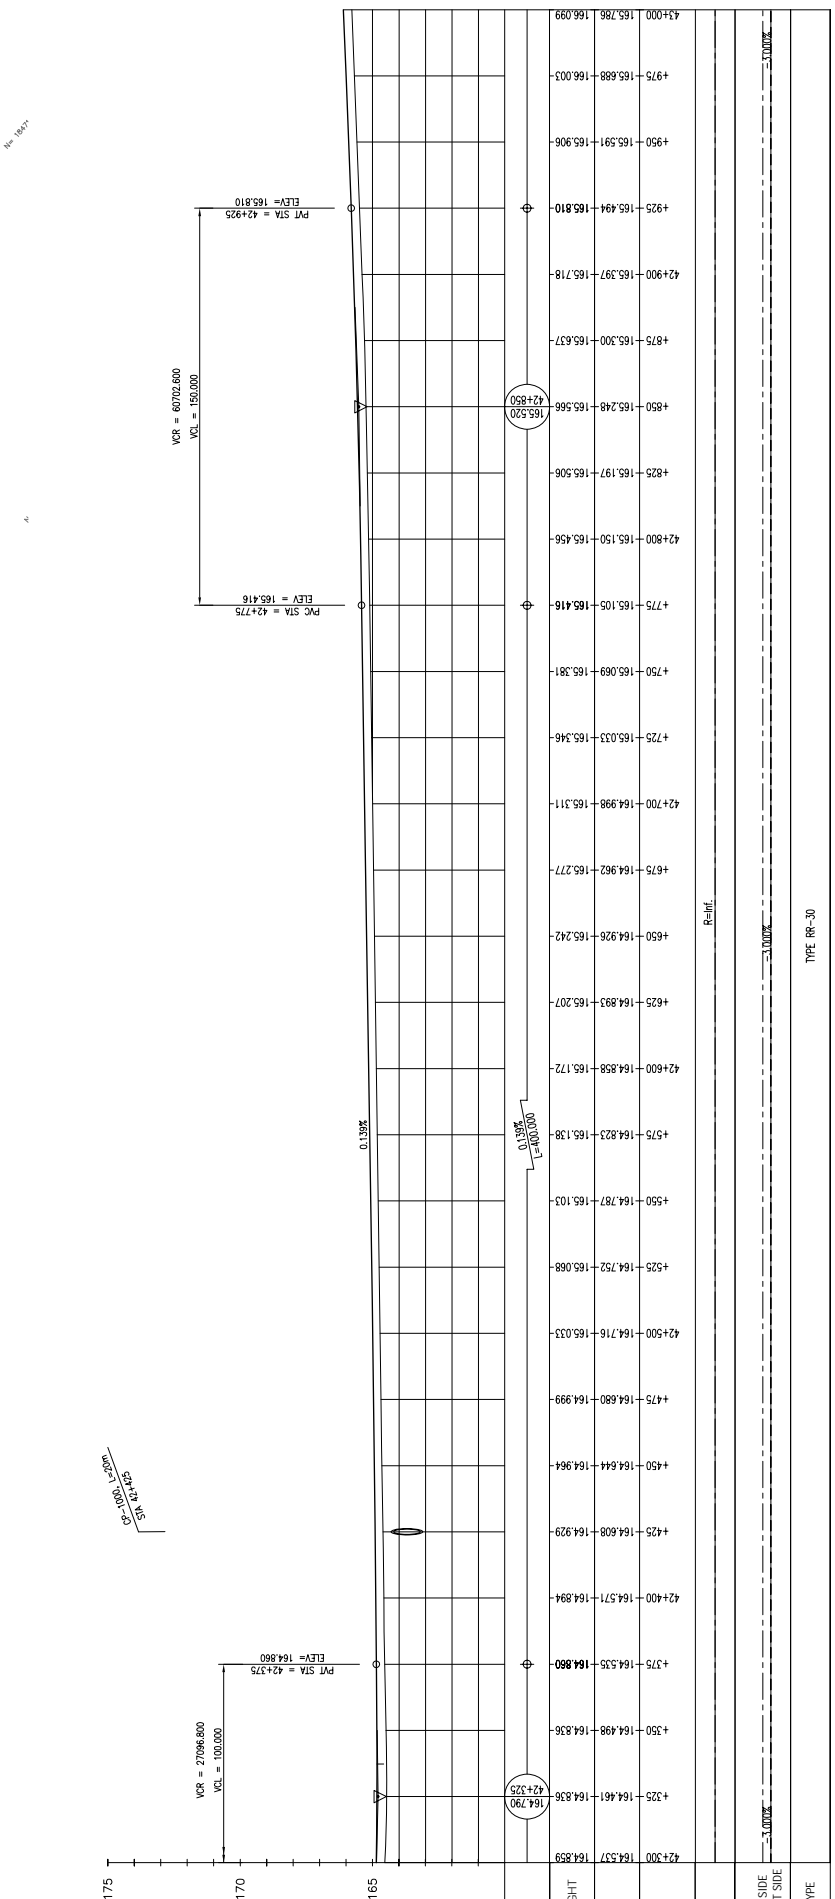 N= 1847
43+000 165.786 166.099
+975 165.688 166.003
+950 165.591 165.906
+925 165.494 165.810
42+900 165.397 165.718
+875 165.300 165.637
+850 165.248 165.566
+825 165.197 165.506
42+800 165.150 165.456
+775 165.105 165.416
+750 165.069 165.381
+725 165.033 165.346
42+700 164.998 165.311
+675 164.962 165.277
+650 164.926 165.242
+625 164.893 165.207
42+600 164.858 165.172
+575 164.823 165.138
+550 164.787 165.103
+525 164.752 165.068
42+500 164.716 165.033
+475 164.680 164.999
+450 164.644 164.964
+425 164.608 164.929
42+400 164.571 164.894
+375 164.535 164.860
+350 164.498 164.836
+325 164.461 164.836
42+300 164.537 164.859
PVT STA = 42+925
ELEV= 165.810
VCR = 60702.600
VCL = 150.000
165.520
42+850
PVC STA = 42+775
ELEV = 165.416
0.139%
0.139%
L=400.000
CP-1000, L=20m
STA 42+425
PVT STA = 42+375
ELEV= 164.860
VCR = 27096.800
VCL = 100.000
164.790
42+325
R=Inf.
-3.000%
-3.000%
-3.000%
TYPE RR-30
175
170
165
GHT
SIDE
T SIDE
YPE